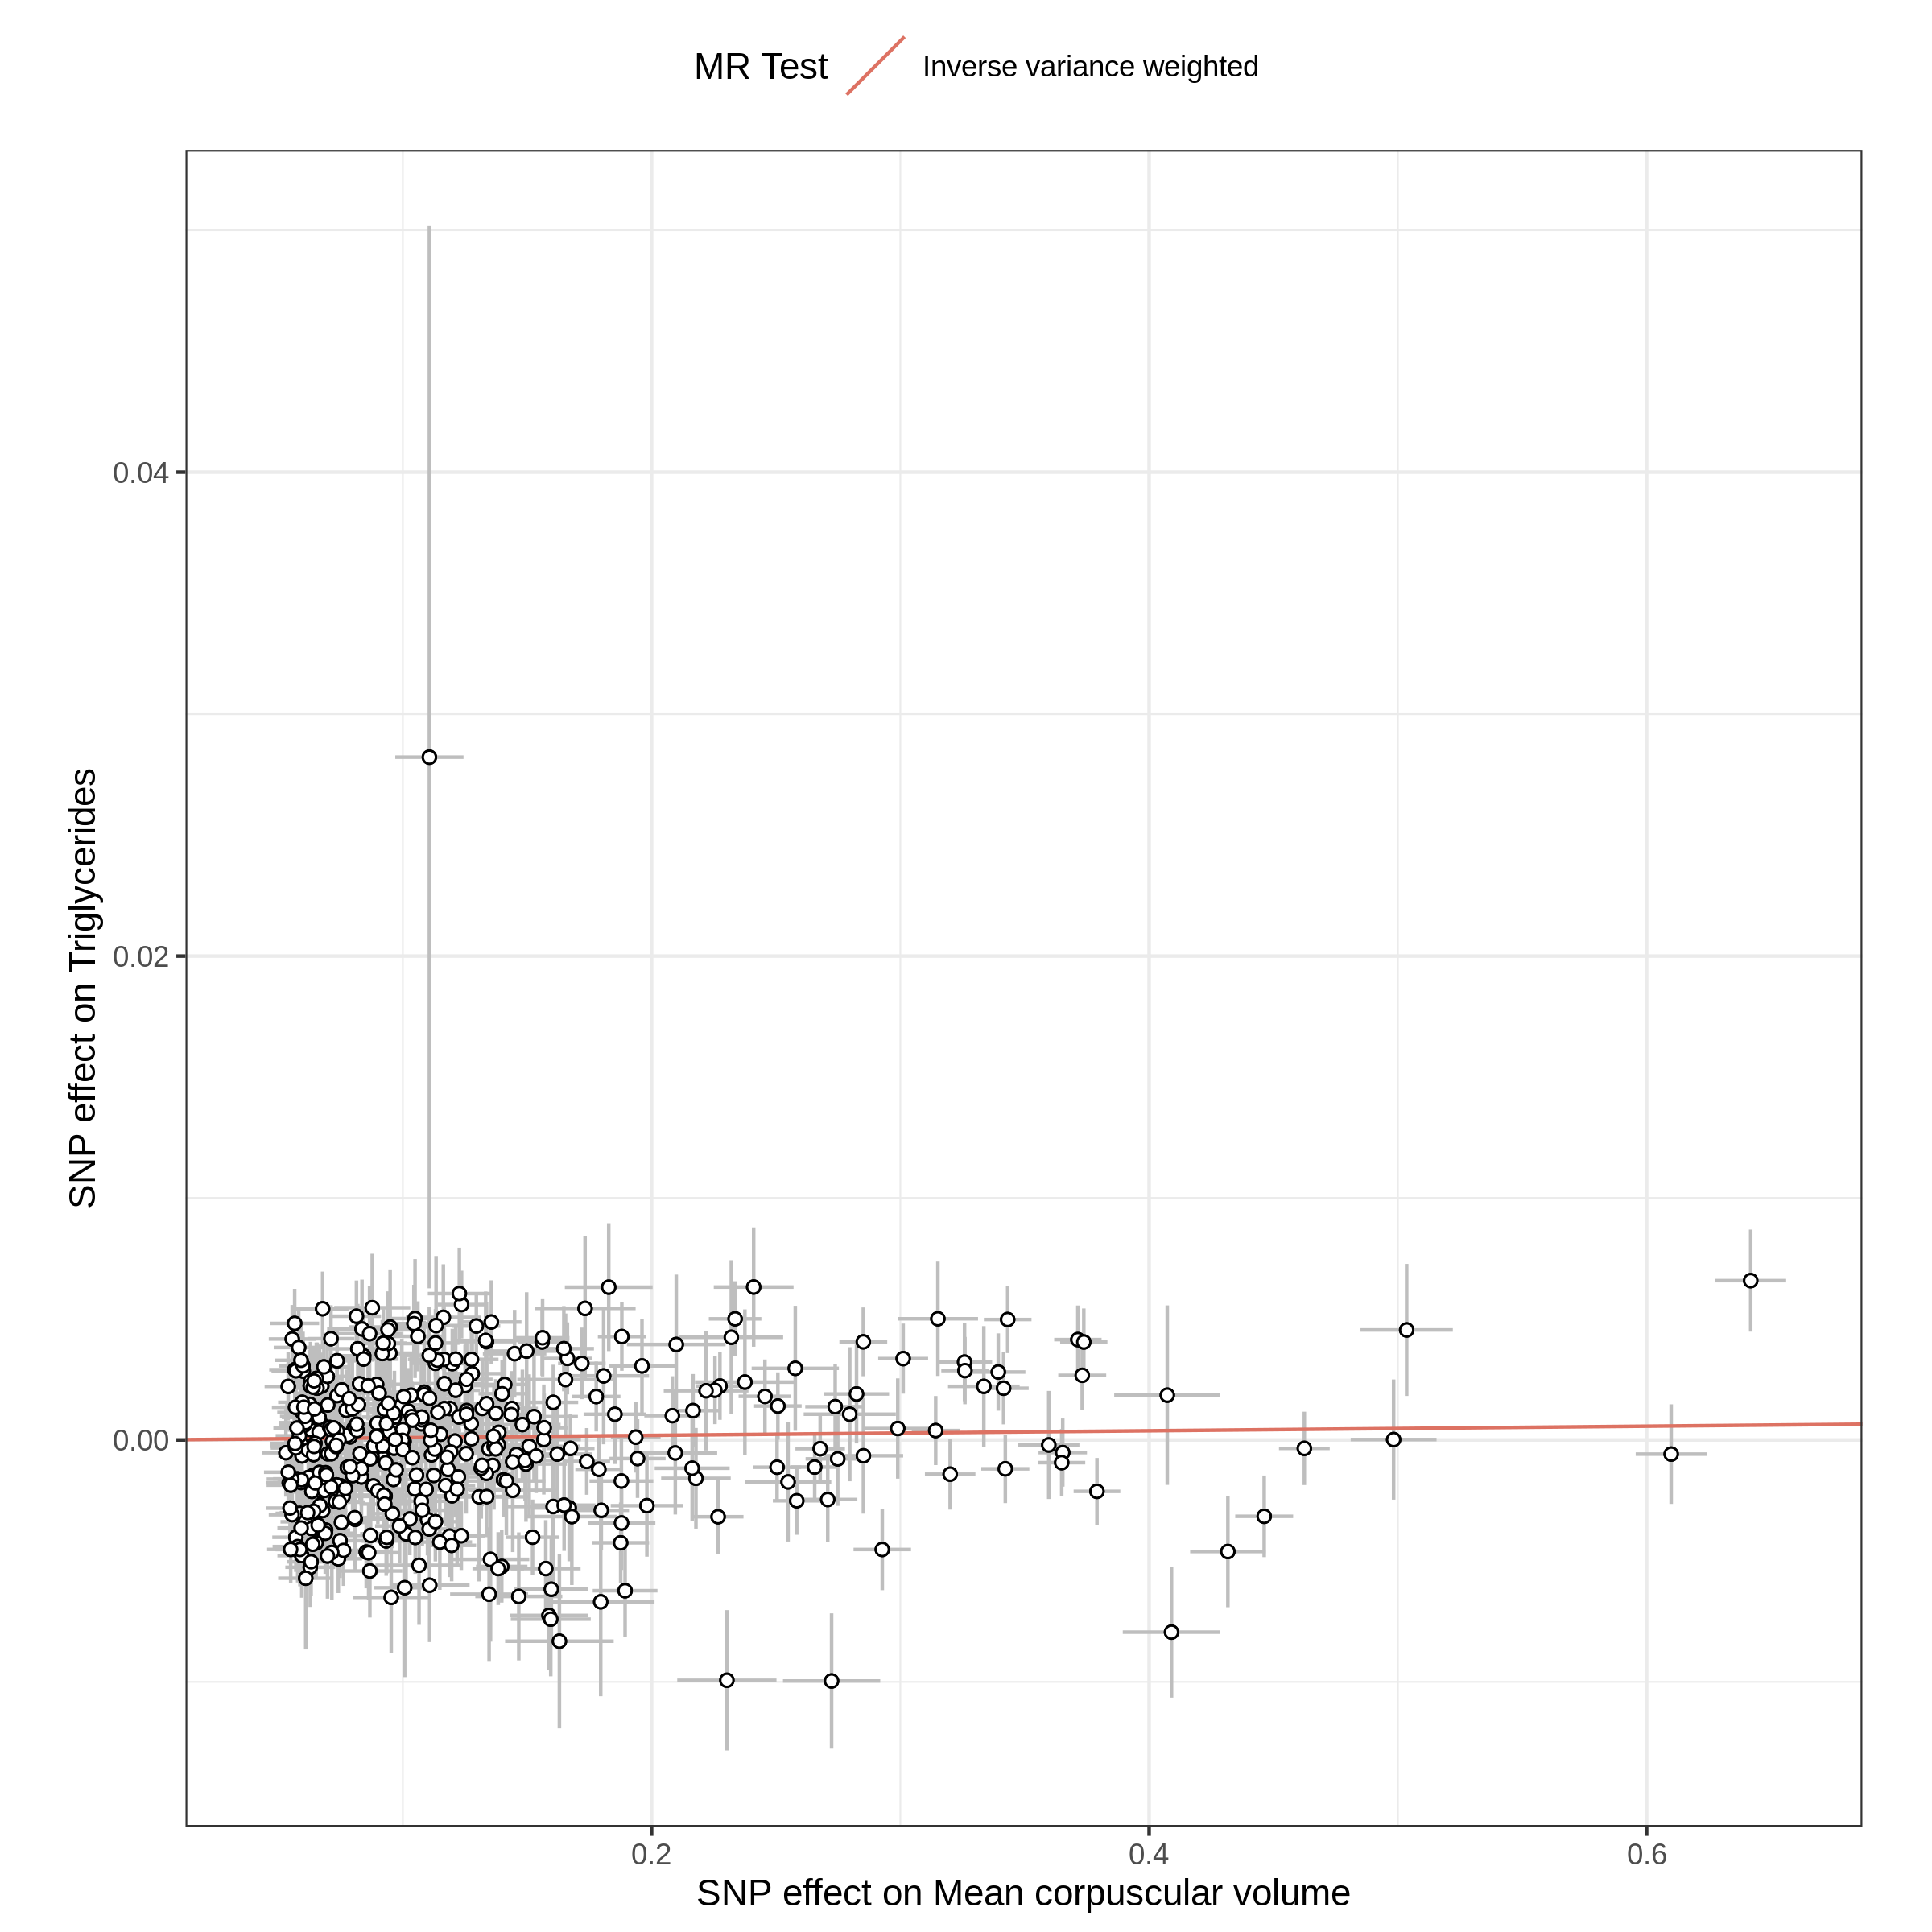 MR Test
Inverse variance weighted
0.04
0.02
0.00
SNP effect on Triglycerides
0.2
0.4
0.6
SNP effect on Mean corpuscular volume